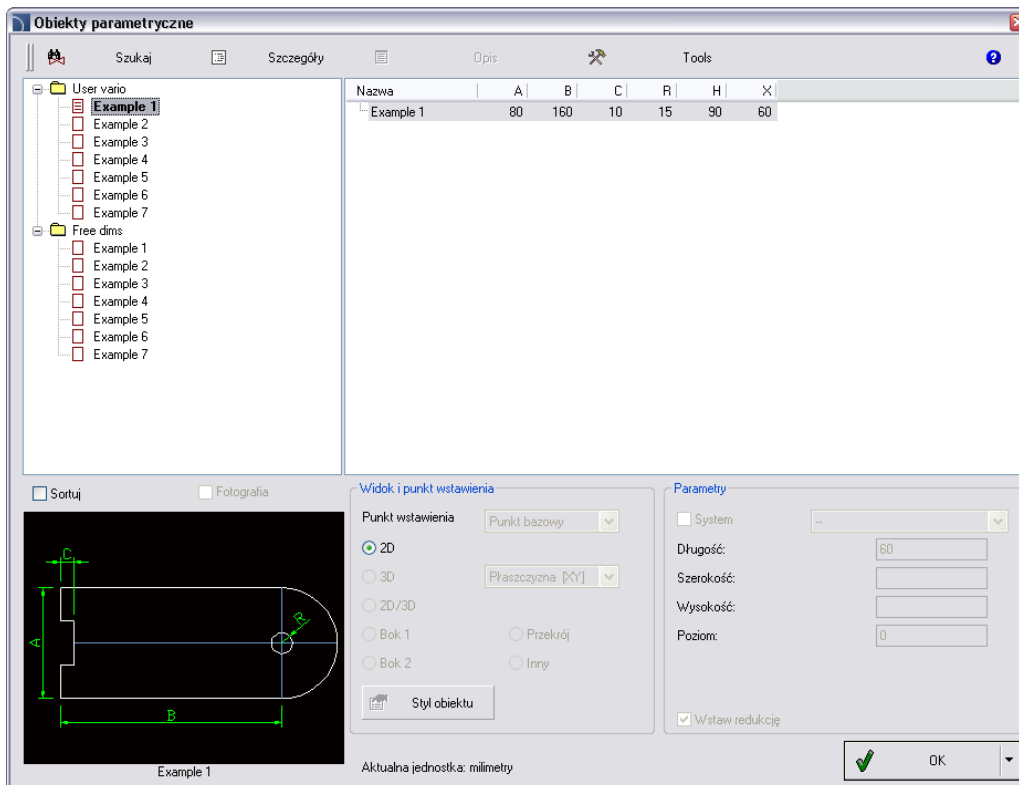 Obiekty parametryczne
Szukaj Szczegóły Opis Tools
User vario
Example 1
Example 2
Example 3
Example 4
Example 5
Example 6
Example 7
Free dims
Example 1
Example 2
Example 3
Example 4
Example 5
Example 6
Example 7
Nazwa A B C R H X
Example 1 80 160 10 15 90 60
Sortuj Fotografia
C
A
R
B
Example 1
Widok i punkt wstawienia
Punkt wstawienia Punkt bazowy
2D
3D Płaszczyzna [XY]
2D/3D
Bok 1 Przekrój
Bok 2 Inny
Styl obiektu
Aktualna jednostka: milimetry
Parametry
System --
Długość: 60
Szerokość:
Wysokość:
Poziom: 0
Wstaw redukcję
OK